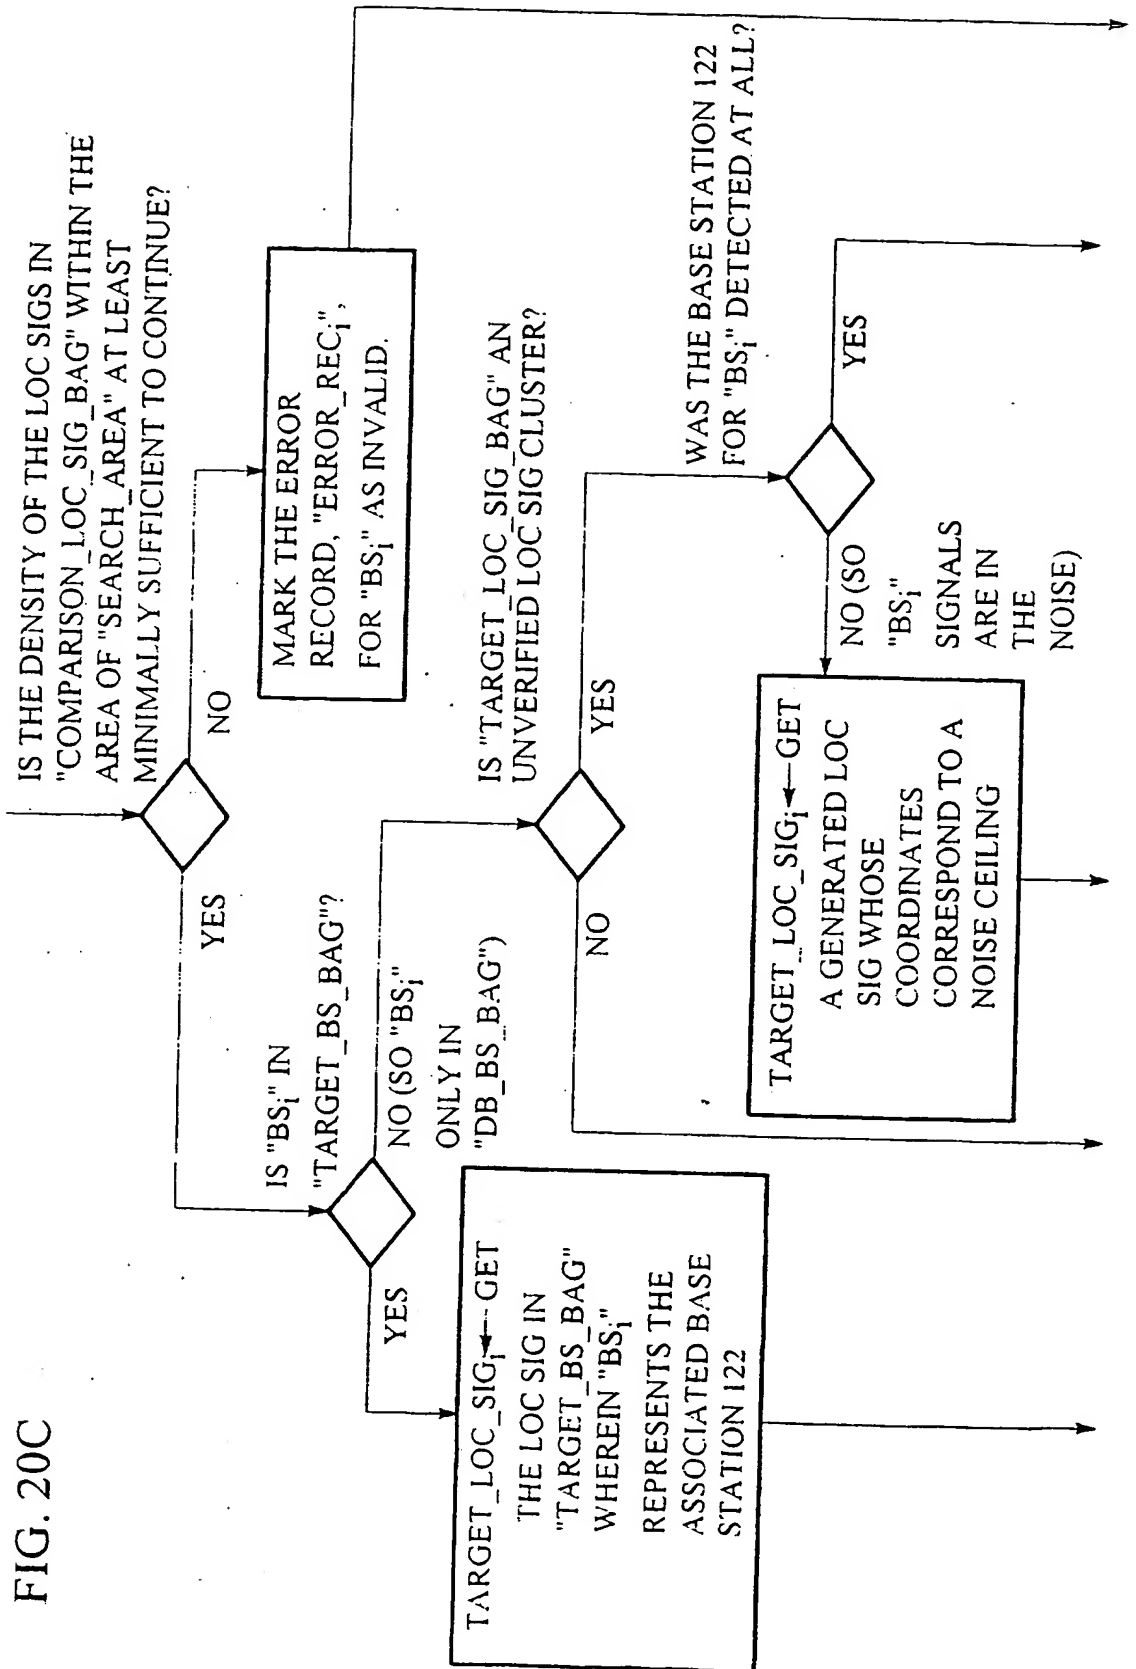 FIG. 20C
IS THE DENSITY OF THE LOC SIGS IN
"COMPARISON_LOC_SIG_BAG" WITHIN THE
AREA OF "SEARCH_AREA" AT LEAST
MINIMALLY SUFFICIENT TO CONTINUE?
YES
NO
MARK THE ERROR
RECORD, "ERROR_RECi",
FOR "BSi" AS INVALID.
IS "BSi" IN
"TARGET_BS_BAG"?
YES
NO (SO "BSi"
ONLY IN
"DB_BS_BAG")
IS "TARGET_LOC_SIG_BAG" AN
UNVERIFIED LOC SIG CLUSTER?
NO
YES
WAS THE BASE STATION 122
FOR "BSi" DETECTED AT ALL?
NO (SO
"BSi"
SIGNALS
ARE IN
THE
NOISE)
YES
TARGET_LOC_SIGi ← GET
THE LOC SIG IN
"TARGET_BS_BAG"
WHEREIN "BSi"
REPRESENTS THE
ASSOCIATED BASE
STATION 122
TARGET_LOC_SIGi ← GET
A GENERATED LOC
SIG WHOSE
COORDINATES
CORRESPOND TO A
NOISE CEILING